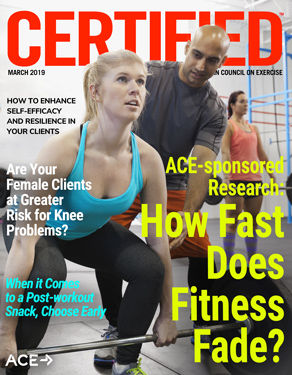 CERTIFIED™
MARCH 2019
N COUNCIL ON EXERCISE
HOW TO ENHANCE
SELF-EFFICACY
AND RESILIENCE IN
YOUR CLIENTS
Are Your
Female Clients
at Greater
Risk for Knee
Problems?
ACE-sponsored
Research:
How Fast
Does
Fitness
Fade?
When it Comes
to a Post-workout
Snack, Choose Early
ACE→